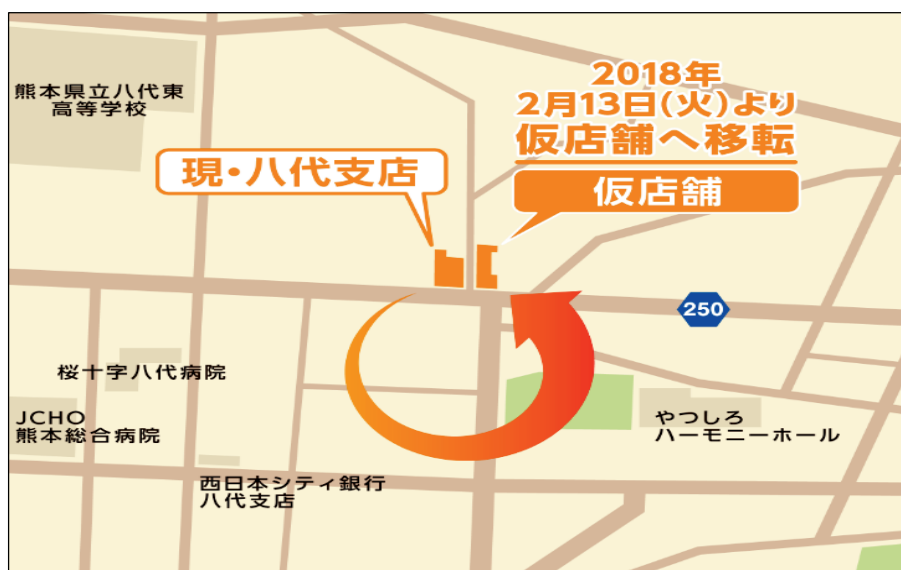 熊本県立八代東
高等学校
2018年
2月13日(火)より
仮店舗へ移転
現・八代支店
仮店舗
250
桜十字八代病院
JCHO
熊本総合病院
やつしろ
ハーモニーホール
西日本シティ銀行
八代支店